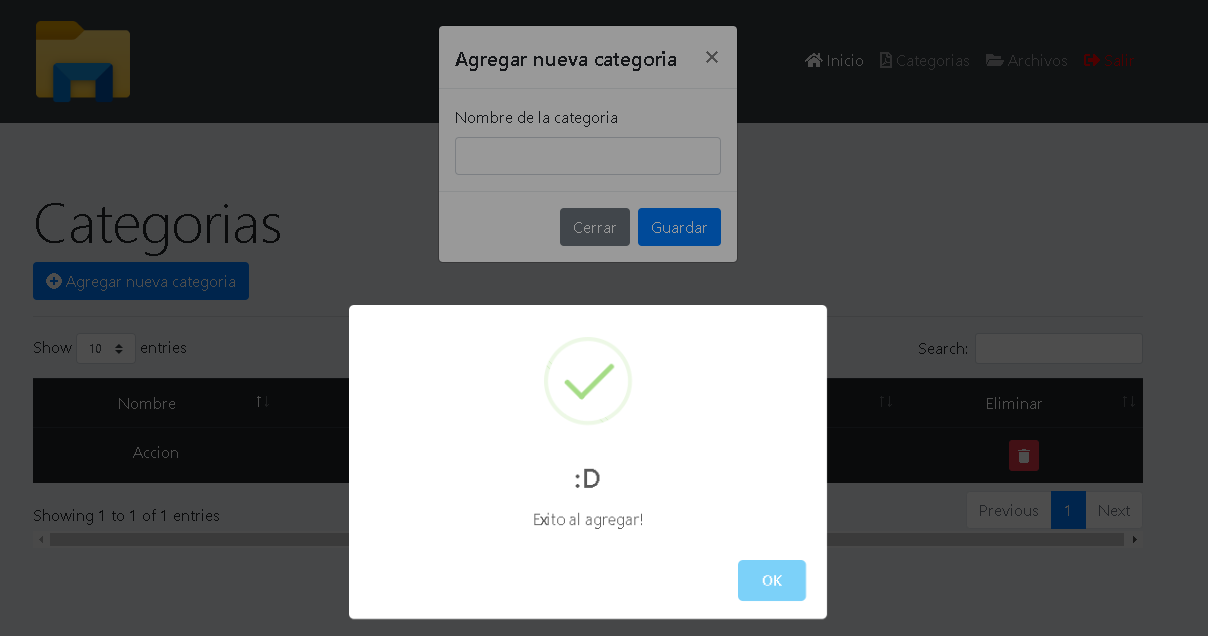 Agregar nueva categoria ×
Inicio Categorias Archivos Salir
Nombre de la categoria
Cerrar Guardar
Categorias
Agregar nueva categoria
Show 10 entries
Search:
Nombre Eliminar
Accion
:D
Exito al agregar!
OK
Showing 1 to 1 of 1 entries
Previous 1 Next